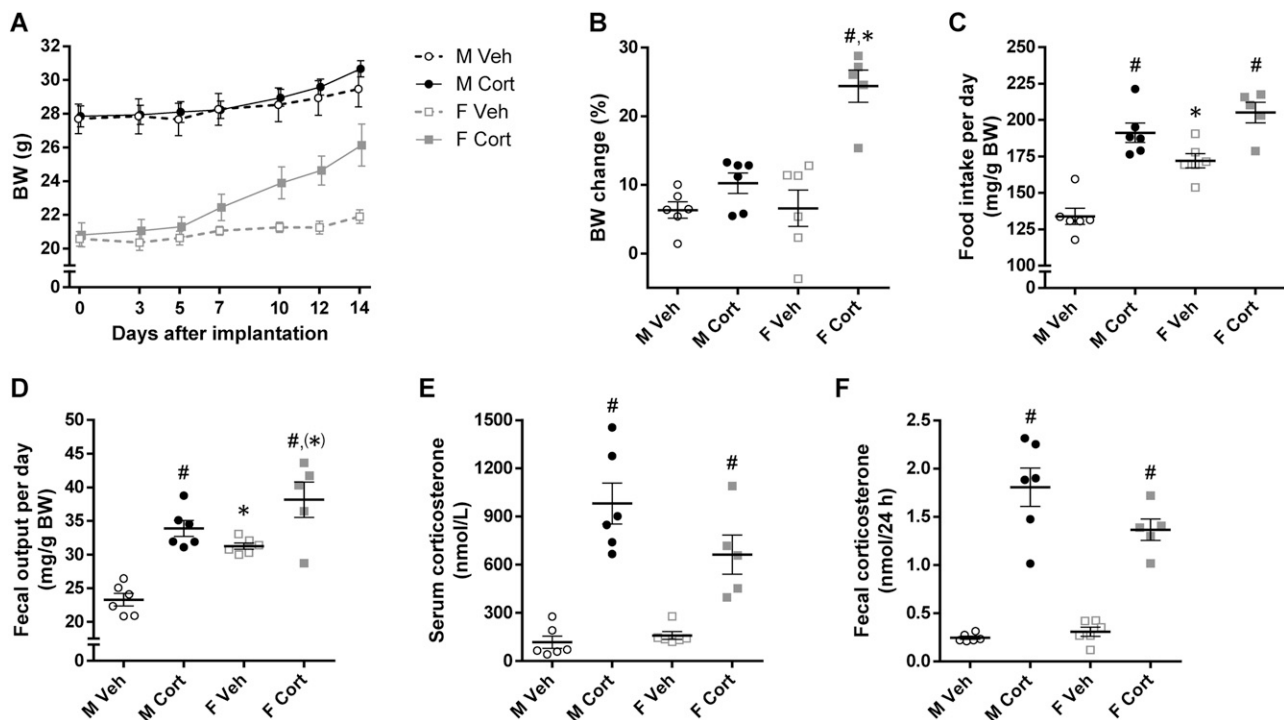 A
BW (g)
32
30
28
26
24
22
20
0
0 3 5 7 10 12 14
Days after implantation
M Veh
M Cort
F Veh
F Cort
B
BW change (%)
30
20
10
0
#,*
M Veh M Cort F Veh F Cort
C
Food intake per day
(mg/g BW)
250
225
200
175
150
125
100
0
# * #
M Veh M Cort F Veh F Cort
D
Fecal output per day
(mg/g BW)
50
45
40
35
30
25
20
0
# * #,(*)
M Veh M Cort F Veh F Cort
E
Serum corticosterone
(nmol/L)
1500
1200
900
600
300
0
# #
M Veh M Cort F Veh F Cort
F
Fecal corticosterone
(nmol/24 h)
2.5
2.0
1.5
1.0
0.5
0.0
# #
M Veh M Cort F Veh F Cort